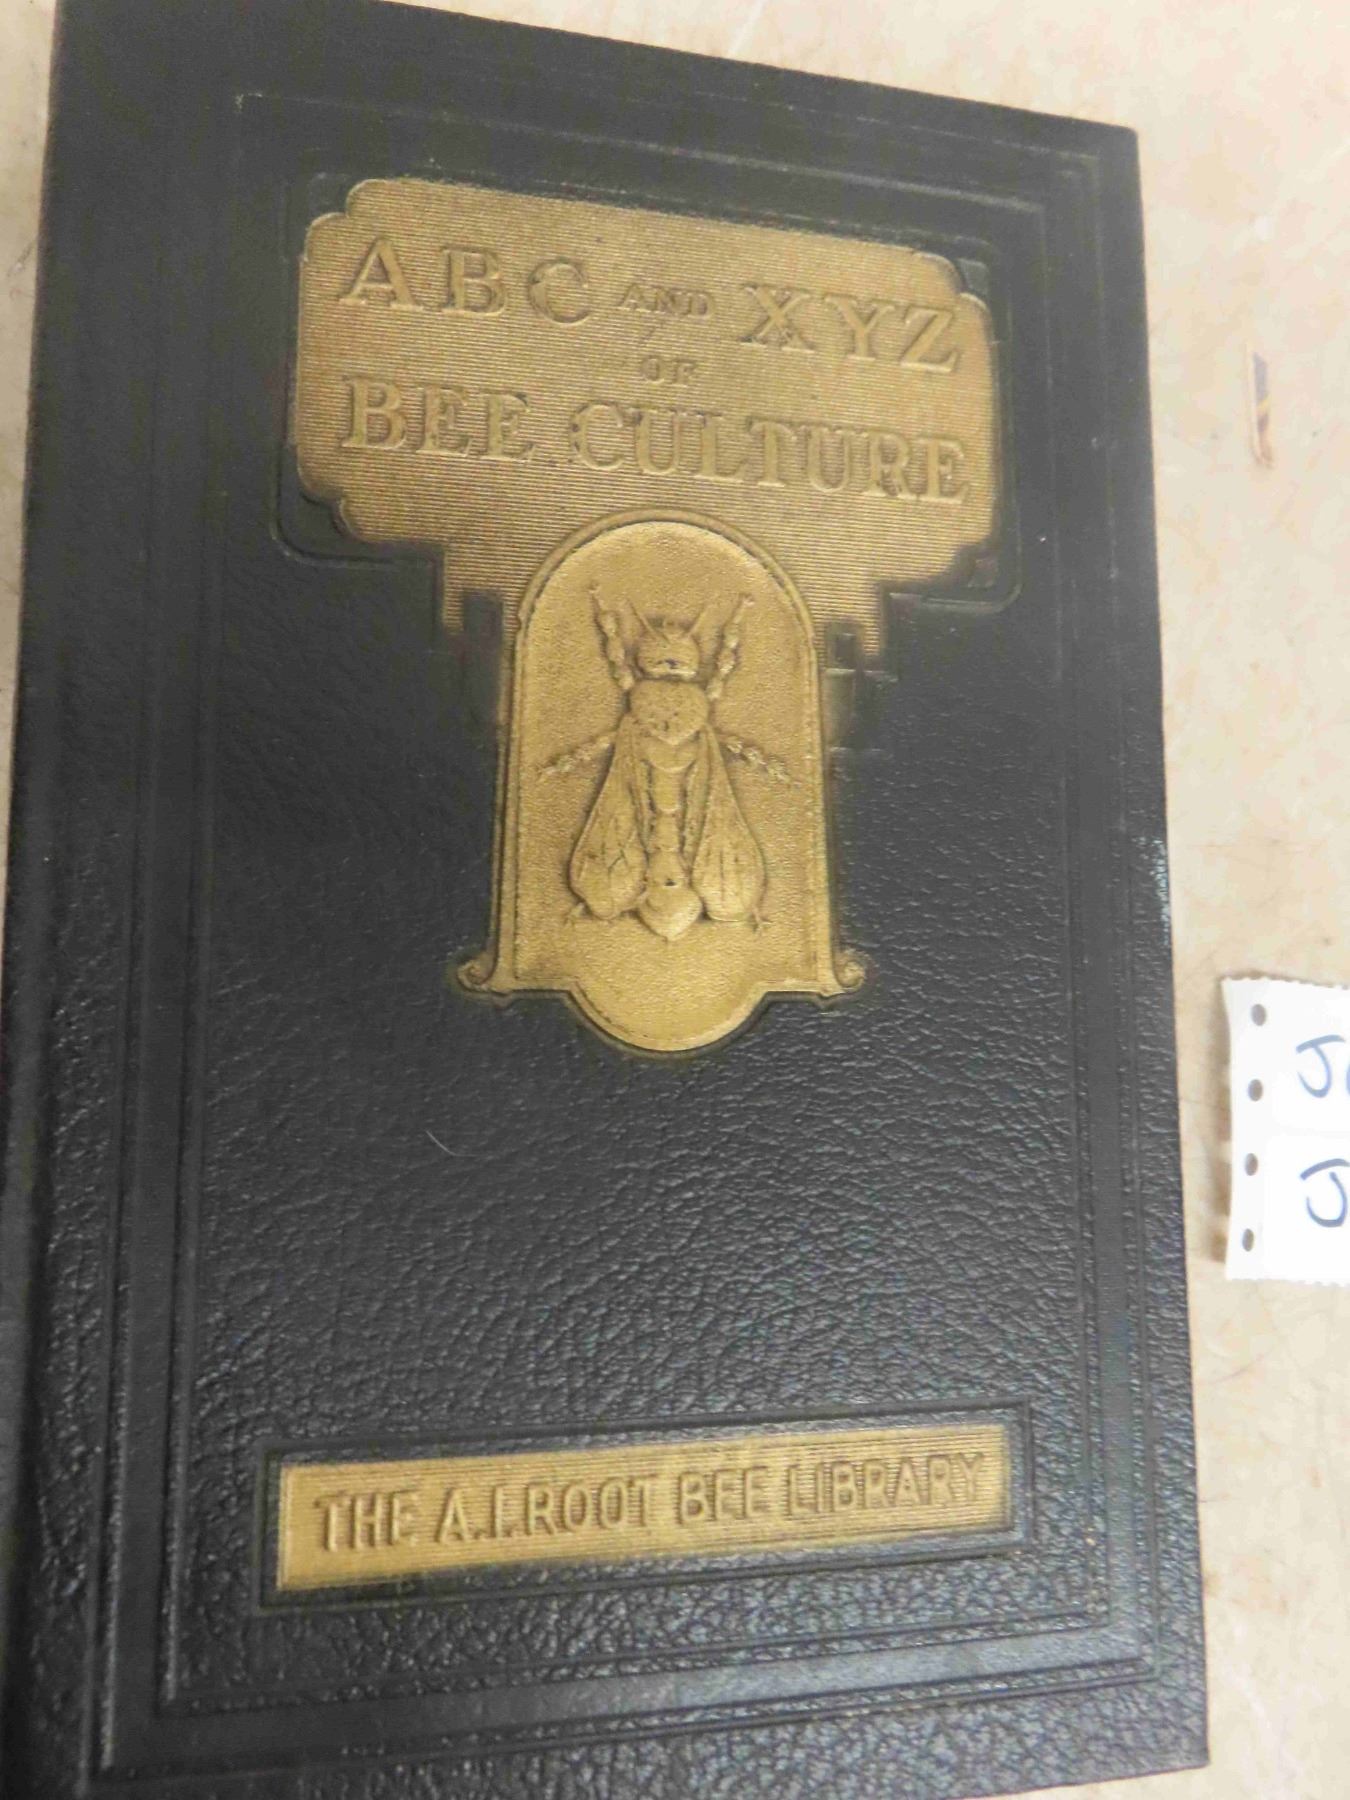 ABC AND XYZ
OF
BEE CULTURE
THE A.I. ROOT BEE LIBRARY
J
J